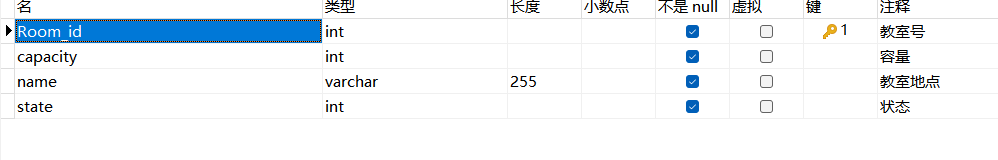 名 类型 长度 小数点 不是 null 虚拟 键 注释
Room_id int 1 教室号
capacity int 容量
name varchar 255 教室地点
state int 状态